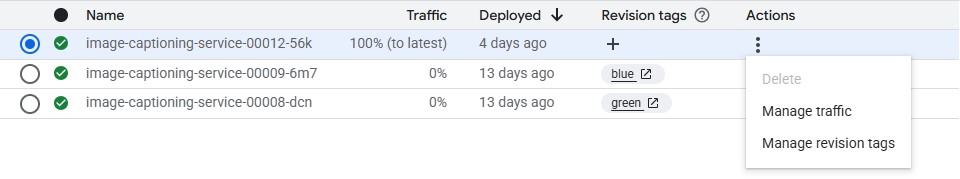 Name Traffic Deployed Revision tags Actions
image-captioning-service-00012-56k 100% (to latest) 4 days ago
image-captioning-service-00009-6m7 0% 13 days ago blue
image-captioning-service-00008-dcn 0% 13 days ago green
Delete
Manage traffic
Manage revision tags